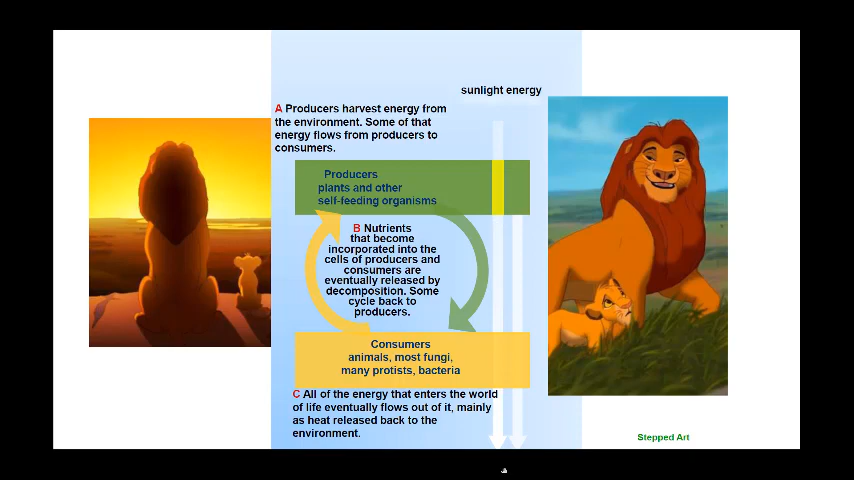 sunlight energy
A Producers harvest energy from
the environment. Some of that
energy flows from producers to
consumers.
Producers
plants and other
self-feeding organisms
B Nutrients
that become
incorporated into the
cells of producers and
consumers are
eventually released by
decomposition. Some
cycle back to
producers.
Consumers
animals, most fungi,
many protists, bacteria
C All of the energy that enters the world
of life eventually flows out of it, mainly
as heat released back to the
environment.
Stepped Art